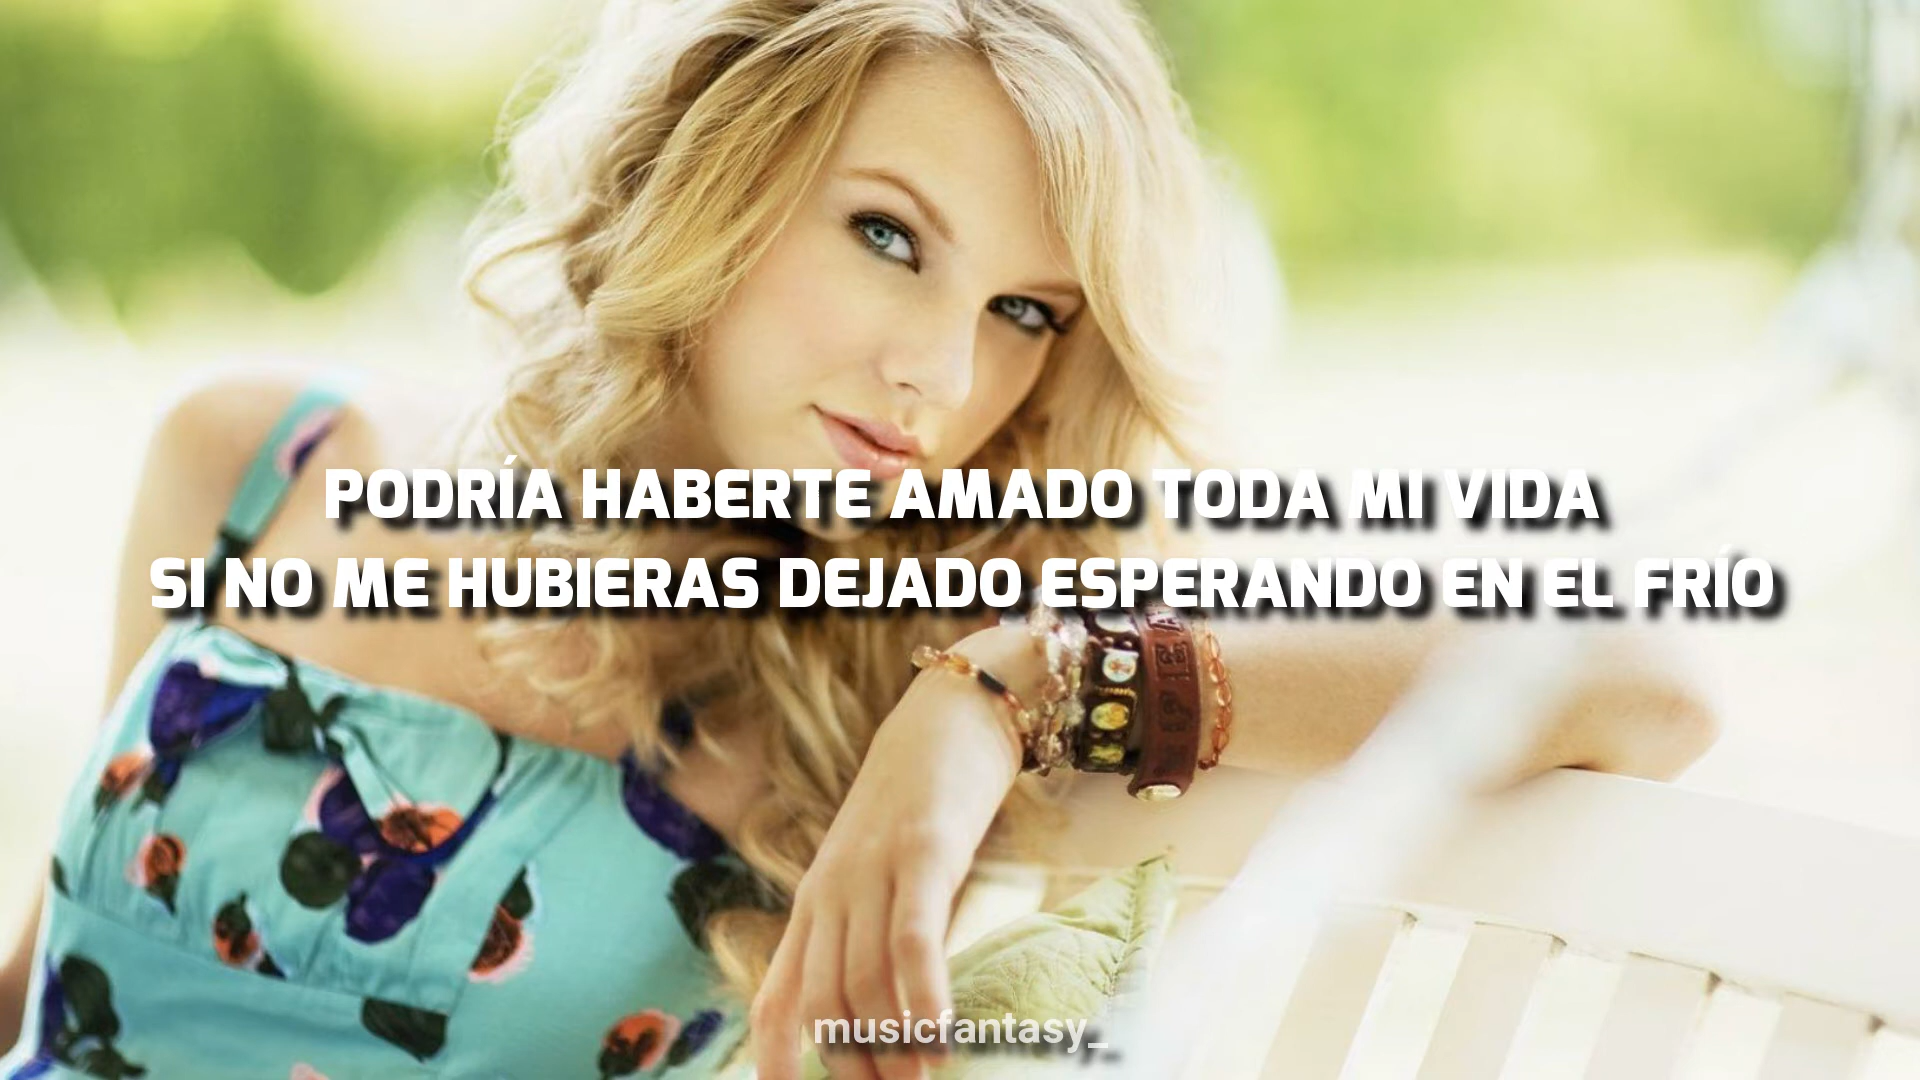 PODRÍA HABERTE AMADO TODA MI VIDA
SI NO ME HUBIERAS DEJADO ESPERANDO EN EL FRÍO
musicfantasy_